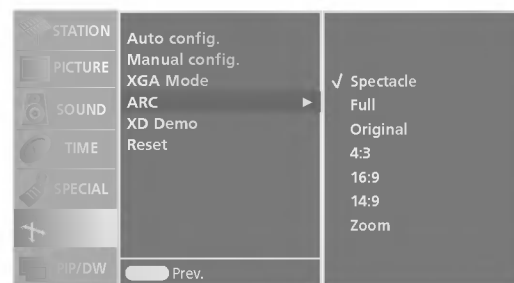 STATION
PICTURE
SOUND
TIME
SPECIAL
PIP/DW
Auto config.
Manual config.
XGA Mode
ARC ►
XD Demo
Reset
Prev.
√ Spectacle
Full
Original
4:3
16:9
14:9
Zoom